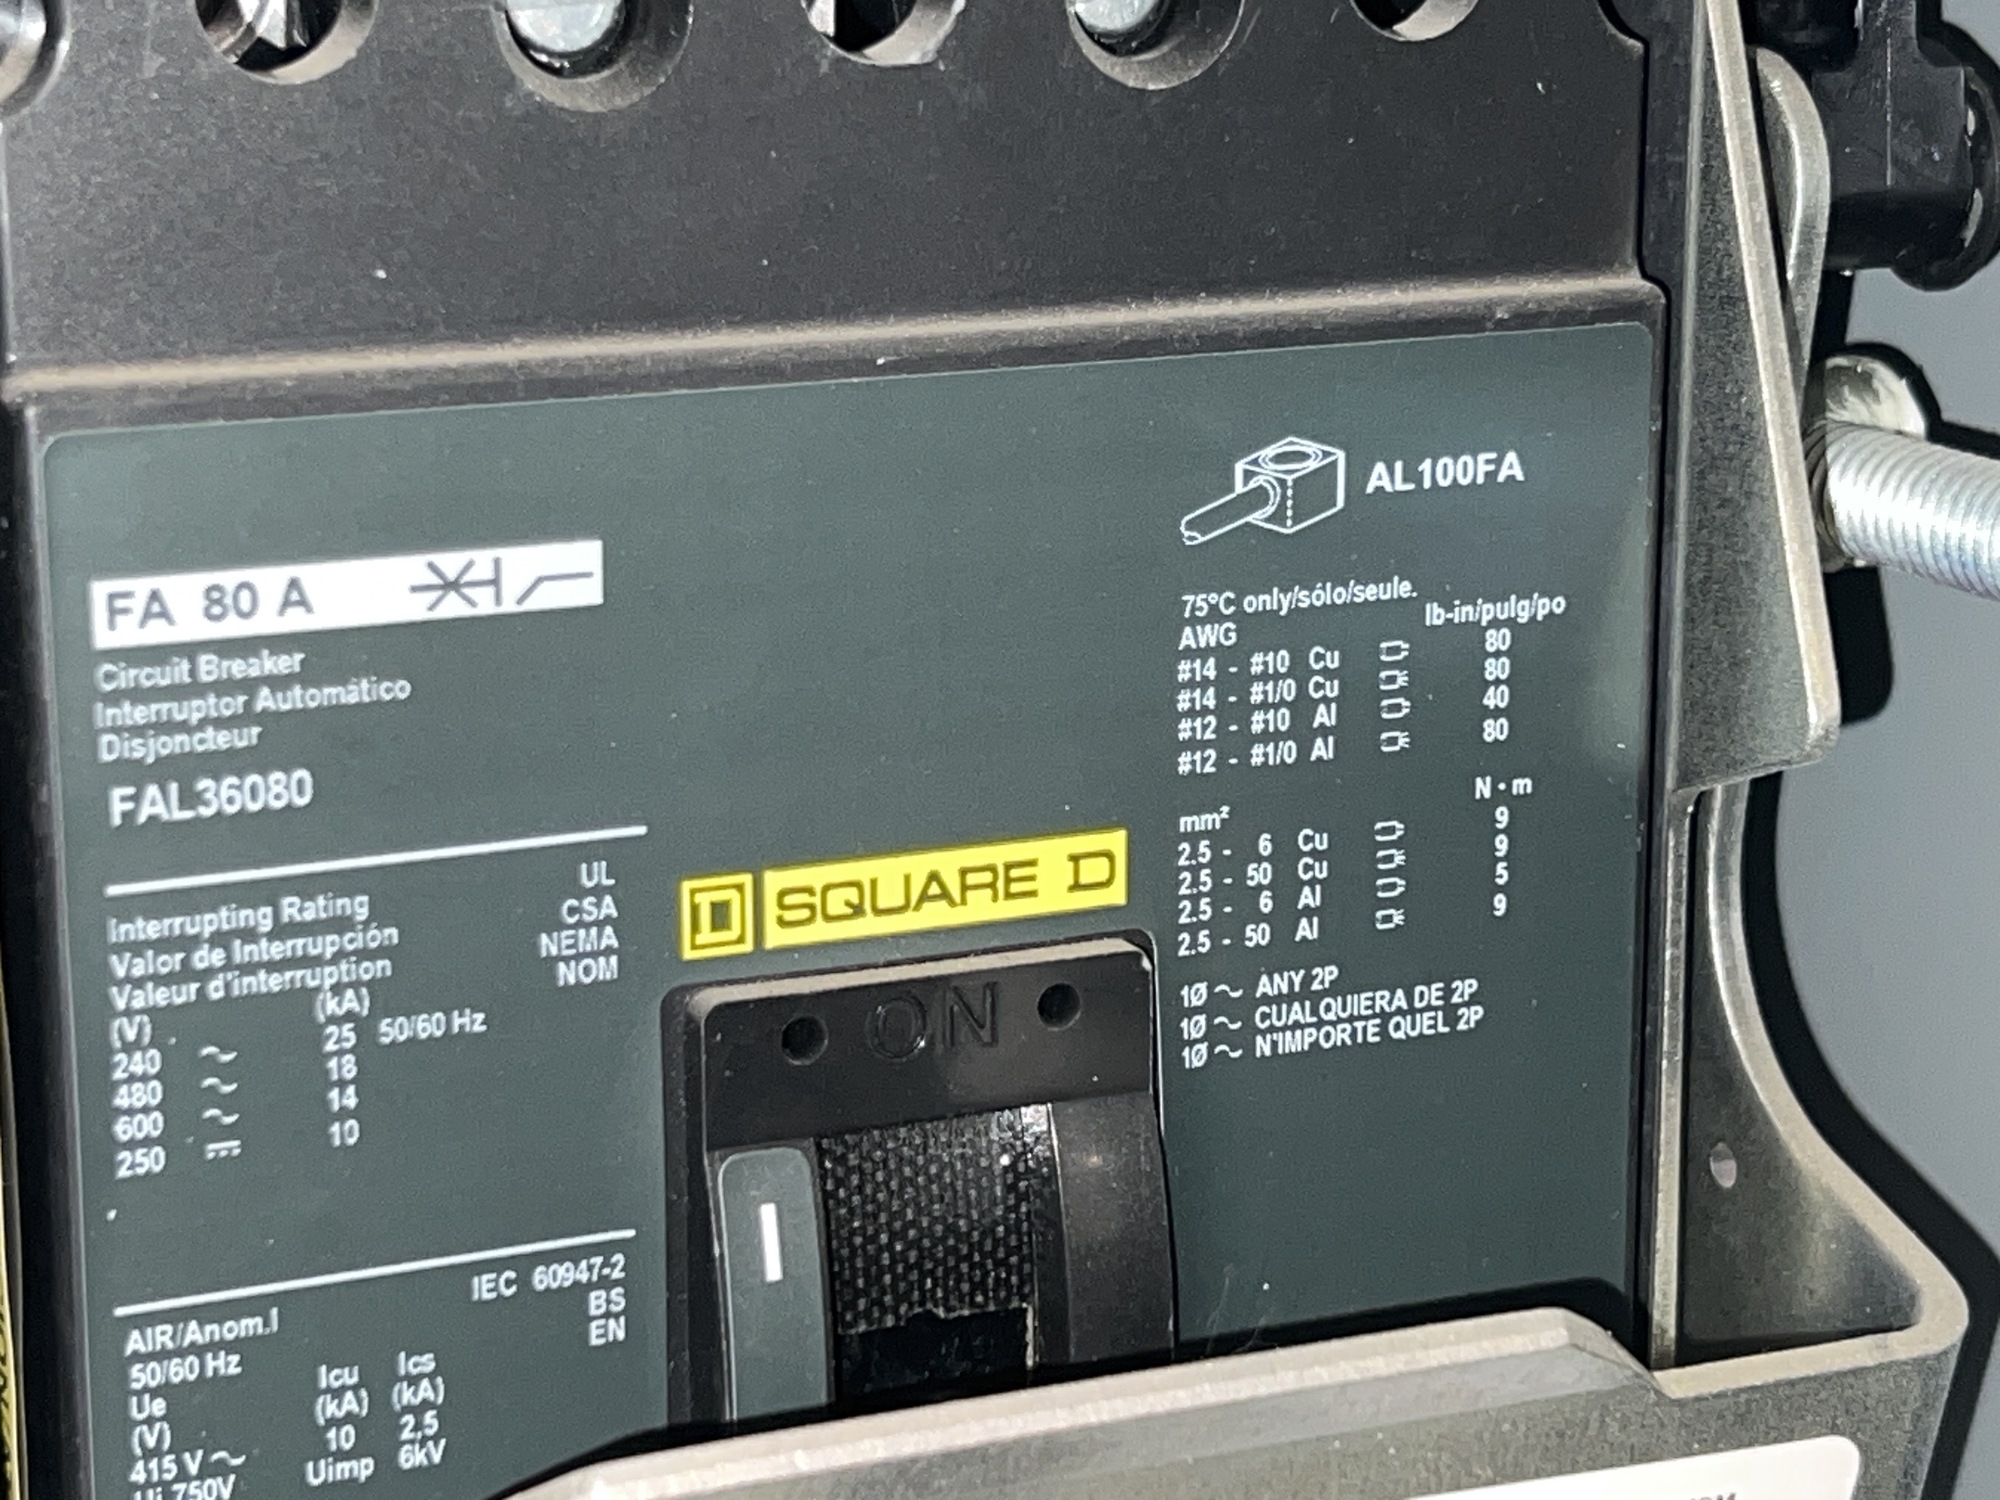 AL100FA
FA 80 A
Circuit Breaker
Interruptor Automático
Disjoncteur
FAL36080
UL
CSA
NEMA
NOM
Interrupting Rating
Valor de Interrupción
Valeur d'interruption
(V) (kA)
240 ~ 25 50/60 Hz
480 ~ 18
600 ~ 14
250 ⎓ 10
IEC 60947-2
BS
EN
AIR/Anom.I
50/60 Hz
Ue Icu Ics
(V) (kA) (kA)
415 V ~ 10 2,5
Ui 750V Uimp 6kV
D SQUARE D
ON
75°C only/sólo/seule.
AWG lb-in/pulg/po
#14 - #10 Cu 80
#14 - #1/0 Cu 80
#12 - #10 Al 40
#12 - #1/0 Al 80
mm² N·m
2.5 - 6 Cu 9
2.5 - 50 Cu 9
2.5 - 6 Al 5
2.5 - 50 Al 9
1Ø ~ ANY 2P
1Ø ~ CUALQUIERA DE 2P
1Ø ~ N'IMPORTE QUEL 2P